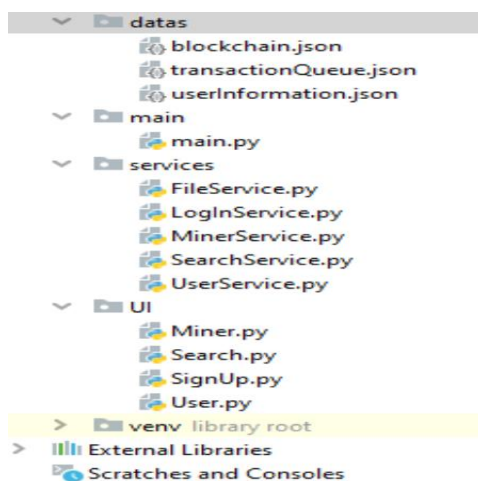 datas
blockchain.json
transactionQueue.json
userInformation.json
main
main.py
services
FileService.py
LogInService.py
MinerService.py
SearchService.py
UserService.py
UI
Miner.py
Search.py
SignUp.py
User.py
venv library root
External Libraries
Scratches and Consoles